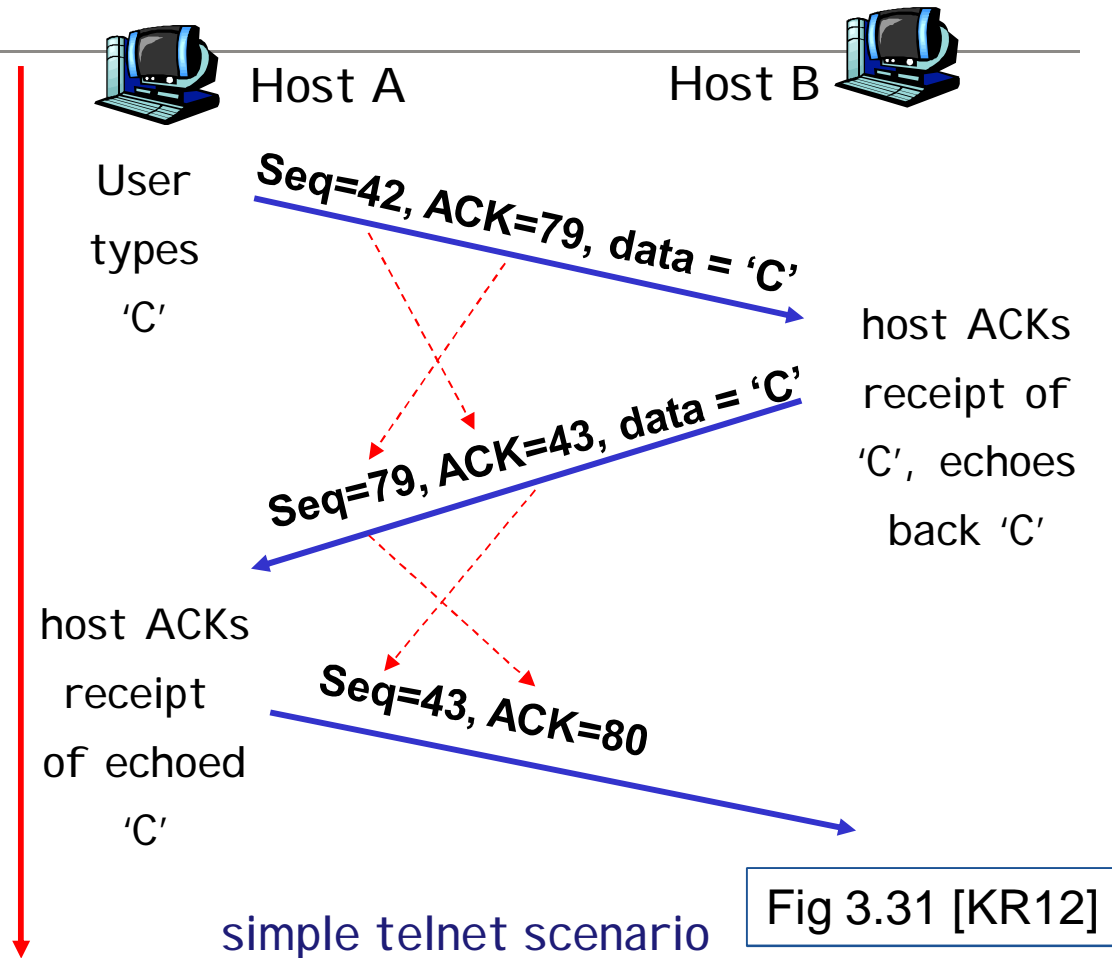 Host A
Host B
User
types
‘C’
Seq=42, ACK=79, data = ‘C’
host ACKs
receipt of
‘C’, echoes
back ‘C’
Seq=79, ACK=43, data = ‘C’
host ACKs
receipt
of echoed
‘C’
Seq=43, ACK=80
simple telnet scenario
Fig 3.31 [KR12]